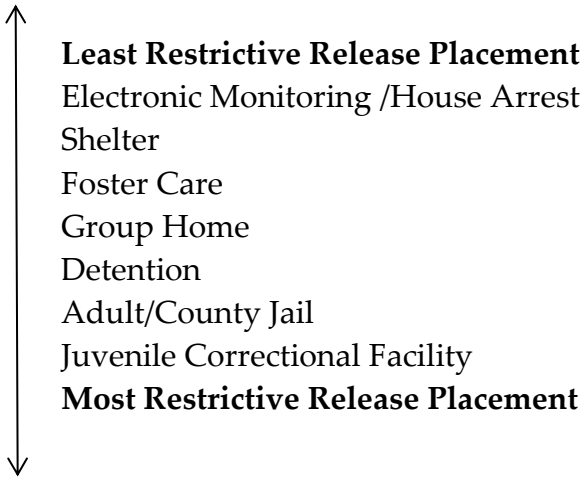 Least Restrictive Release Placement
Electronic Monitoring /House Arrest
Shelter
Foster Care
Group Home
Detention
Adult/County Jail
Juvenile Correctional Facility
Most Restrictive Release Placement